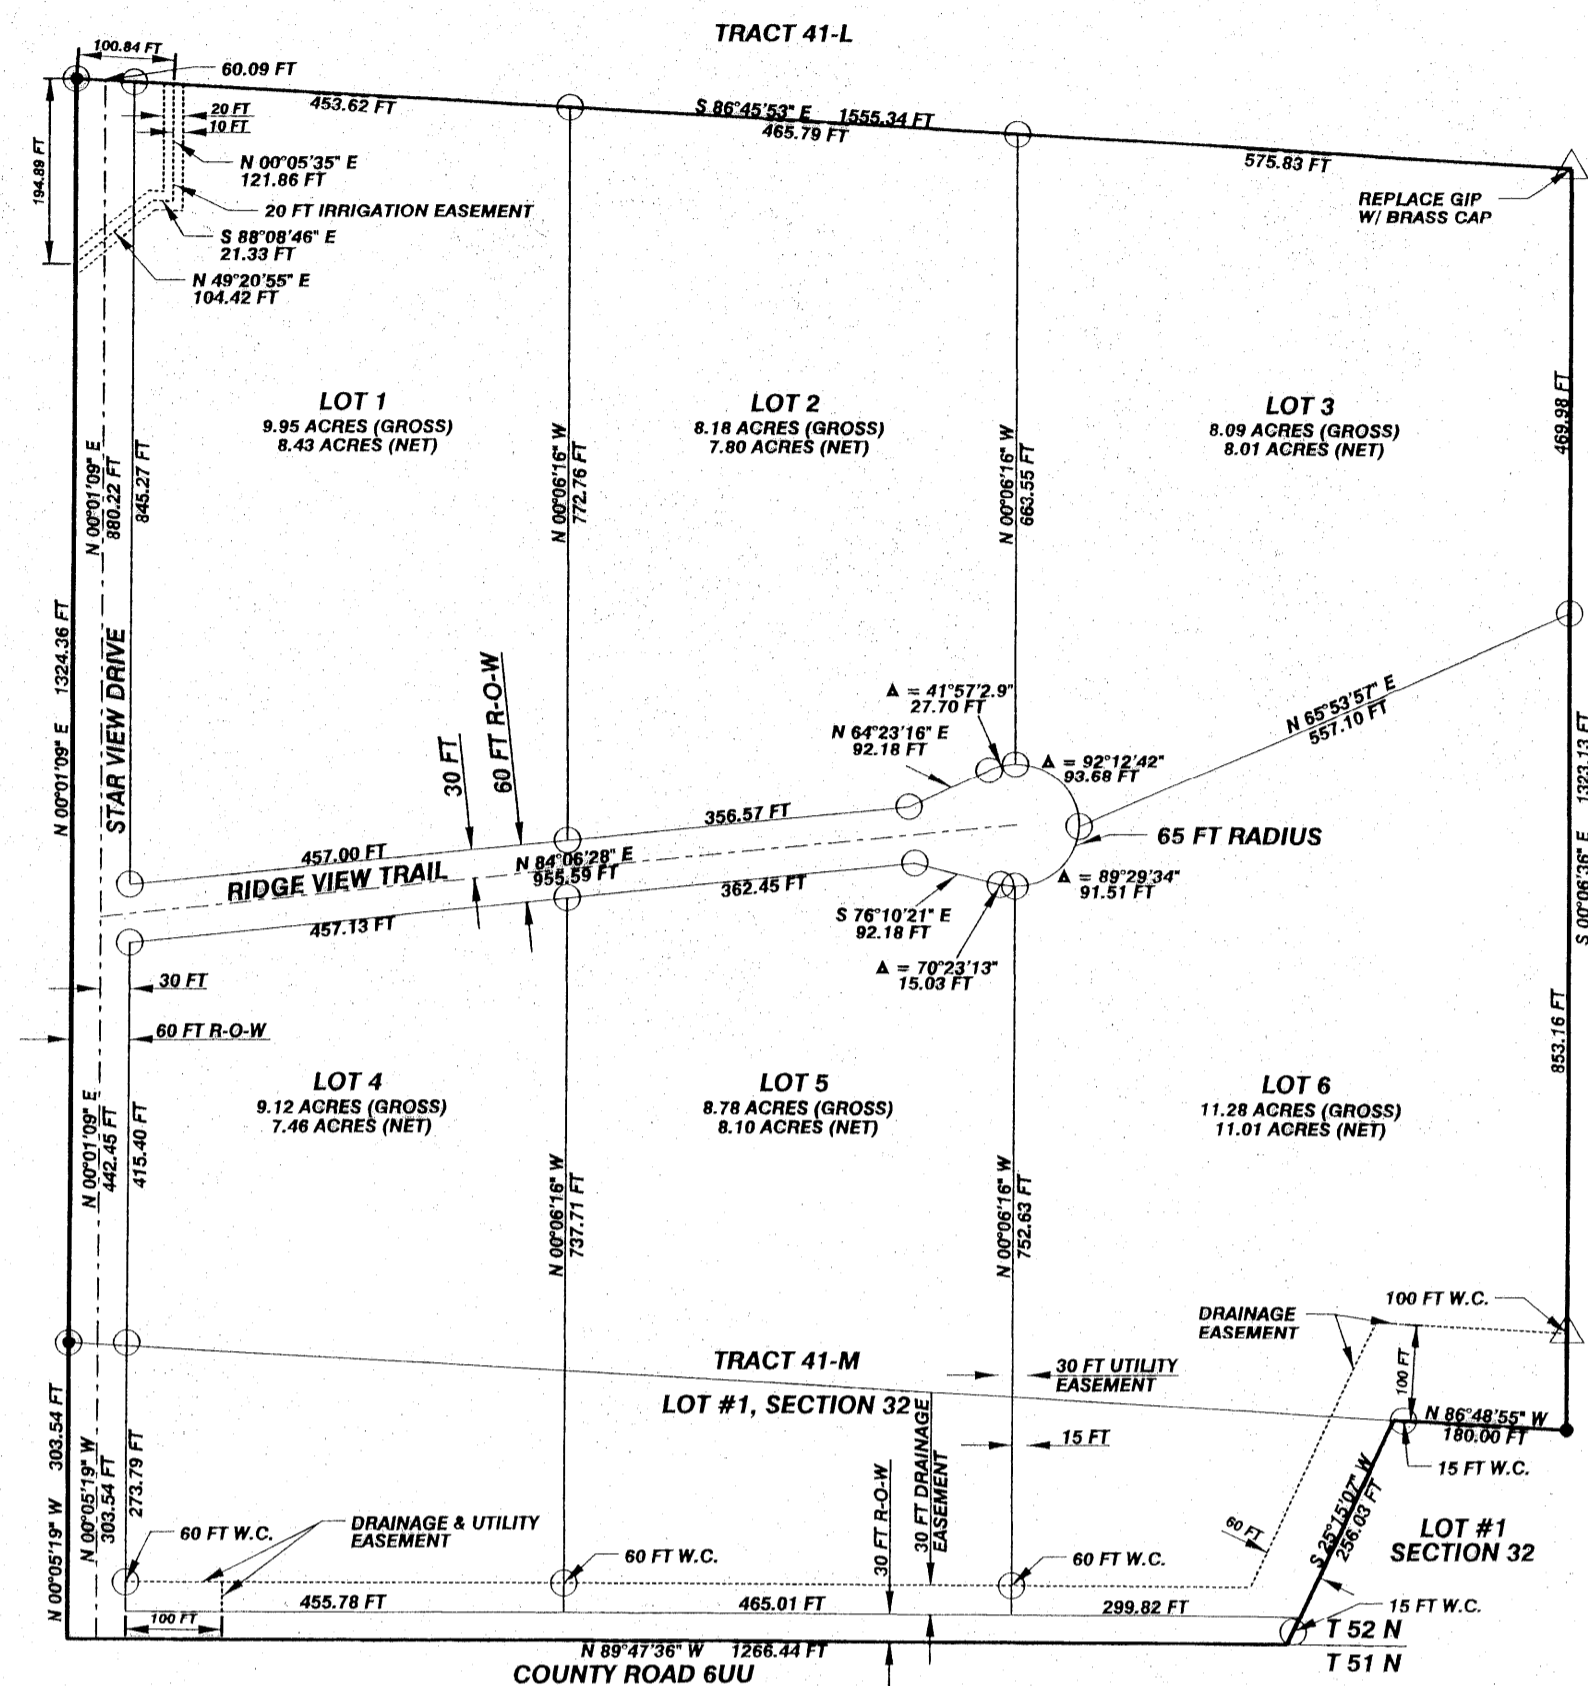 TRACT 41-L
100.84 FT
60.09 FT
453.62 FT
S 86°45'53" E 1555.34 FT
465.79 FT
575.83 FT
20 FT
10 FT
194.89 FT
N 00°05'35" E
121.86 FT
20 FT IRRIGATION EASEMENT
S 88°08'46" E
21.33 FT
N 49°20'55" E
104.42 FT
REPLACE GIP
W/ BRASS CAP
LOT 1
9.95 ACRES (GROSS)
8.43 ACRES (NET)
LOT 2
8.18 ACRES (GROSS)
7.80 ACRES (NET)
LOT 3
8.09 ACRES (GROSS)
8.01 ACRES (NET)
N 00°01'09" E
880.22 FT
845.27 FT
N 00°06'16" W
772.76 FT
N 00°06'16" W
663.55 FT
469.98 FT
N 00°01'09" E 1324.36 FT
STAR VIEW DRIVE
30 FT
60 FT R-O-W
Δ = 41°57'2.9"
27.70 FT
N 64°23'16" E
92.18 FT
Δ = 92°12'42"
93.68 FT
N 65°53'57" E
557.10 FT
S 00°06'36" E 1323.13 FT
356.57 FT
65 FT RADIUS
457.00 FT
RIDGE VIEW TRAIL
N 84°06'28" E
955.59 FT
362.45 FT
457.13 FT
Δ = 89°29'34"
91.51 FT
S 76°10'21" E
92.18 FT
Δ = 70°23'13"
15.03 FT
30 FT
60 FT R-O-W
LOT 4
9.12 ACRES (GROSS)
7.46 ACRES (NET)
LOT 5
8.78 ACRES (GROSS)
8.10 ACRES (NET)
LOT 6
11.28 ACRES (GROSS)
11.01 ACRES (NET)
853.16 FT
N 00°01'09" E
442.45 FT
415.40 FT
N 00°06'16" W
737.71 FT
N 00°06'16" W
752.63 FT
100 FT W.C.
DRAINAGE
EASEMENT
TRACT 41-M
LOT #1, SECTION 32
30 FT UTILITY
EASEMENT
100 FT
N 86°48'55" W
180.00 FT
15 FT
15 FT W.C.
N 00°05'19" W 303.54 FT
N 00°05'19" W
303.54 FT
273.79 FT
30 FT R-O-W
30 FT DRAINAGE
EASEMENT
60 FT W.C.
DRAINAGE & UTILITY
EASEMENT
60 FT W.C.
60 FT W.C.
60 FT
S 25°15'07" W
256.03 FT
LOT #1
SECTION 32
100 FT
455.78 FT
465.01 FT
299.82 FT
15 FT W.C.
T 52 N
T 51 N
N 89°47'36" W 1266.44 FT
COUNTY ROAD 6UU